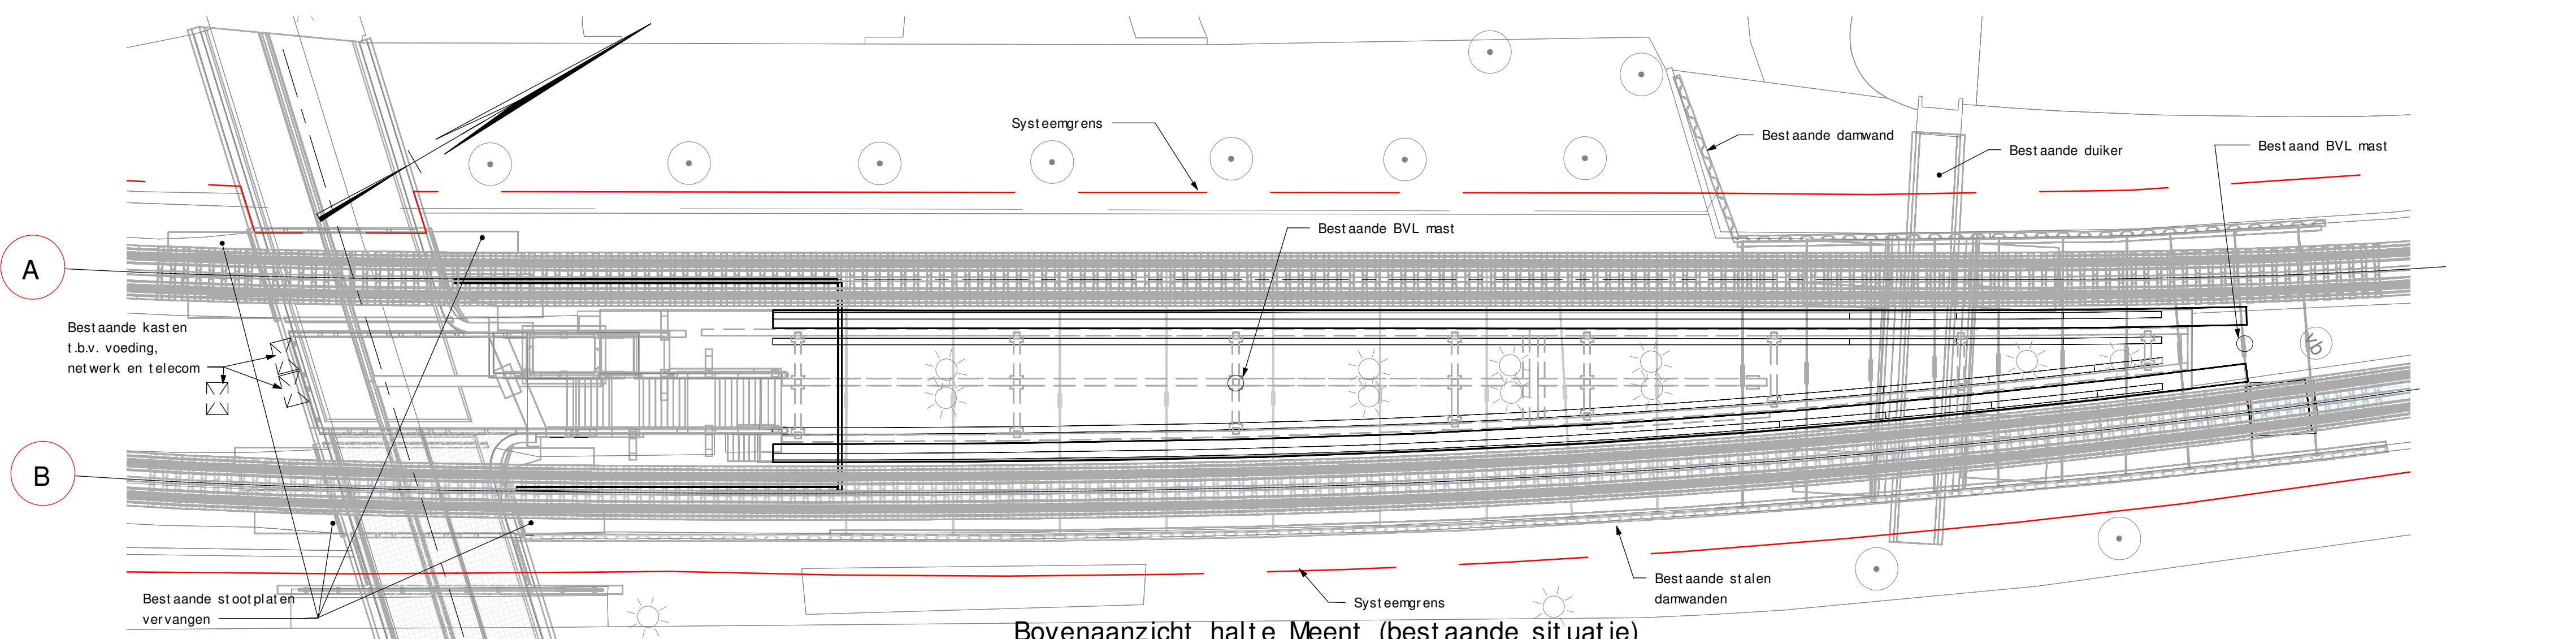 Systeemgrens
Bestaande damwand
Bestaande duiker
Bestaand BVL mast
Bestaande BVL mast
A
Bestaande kasten
t.b.v. voeding,
netwerk en telecom
vb
B
Bestaande stootplaten
vervangen
Systeemgrens
Bestaande stalen
damwanden
Bovenaanzicht halte Meent (bestaande situatie)